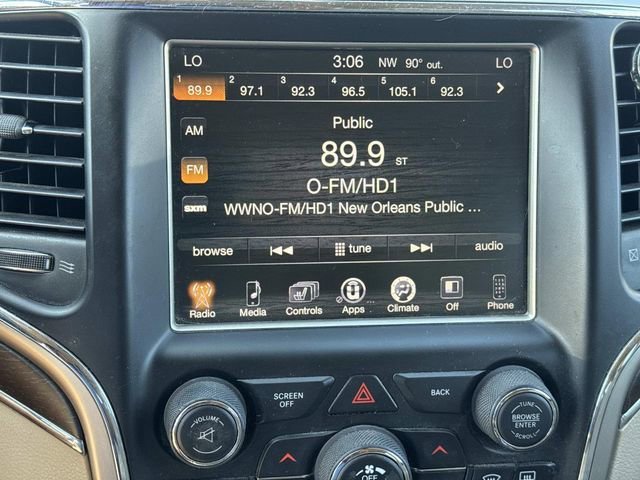 LO 3:06 NW 90° out. LO
1 89.9 2 97.1 3 92.3 4 96.5 5 105.1 6 92.3
Public
AM
89.9 ST
FM
O-FM/HD1
sxm
WWNO-FM/HD1 New Orleans Public ...
browse tune audio
Radio Media Controls Apps Climate Off Phone
SCREEN OFF
BACK
VOLUME
TUNE
BROWSE
ENTER
SCROLL
OFF